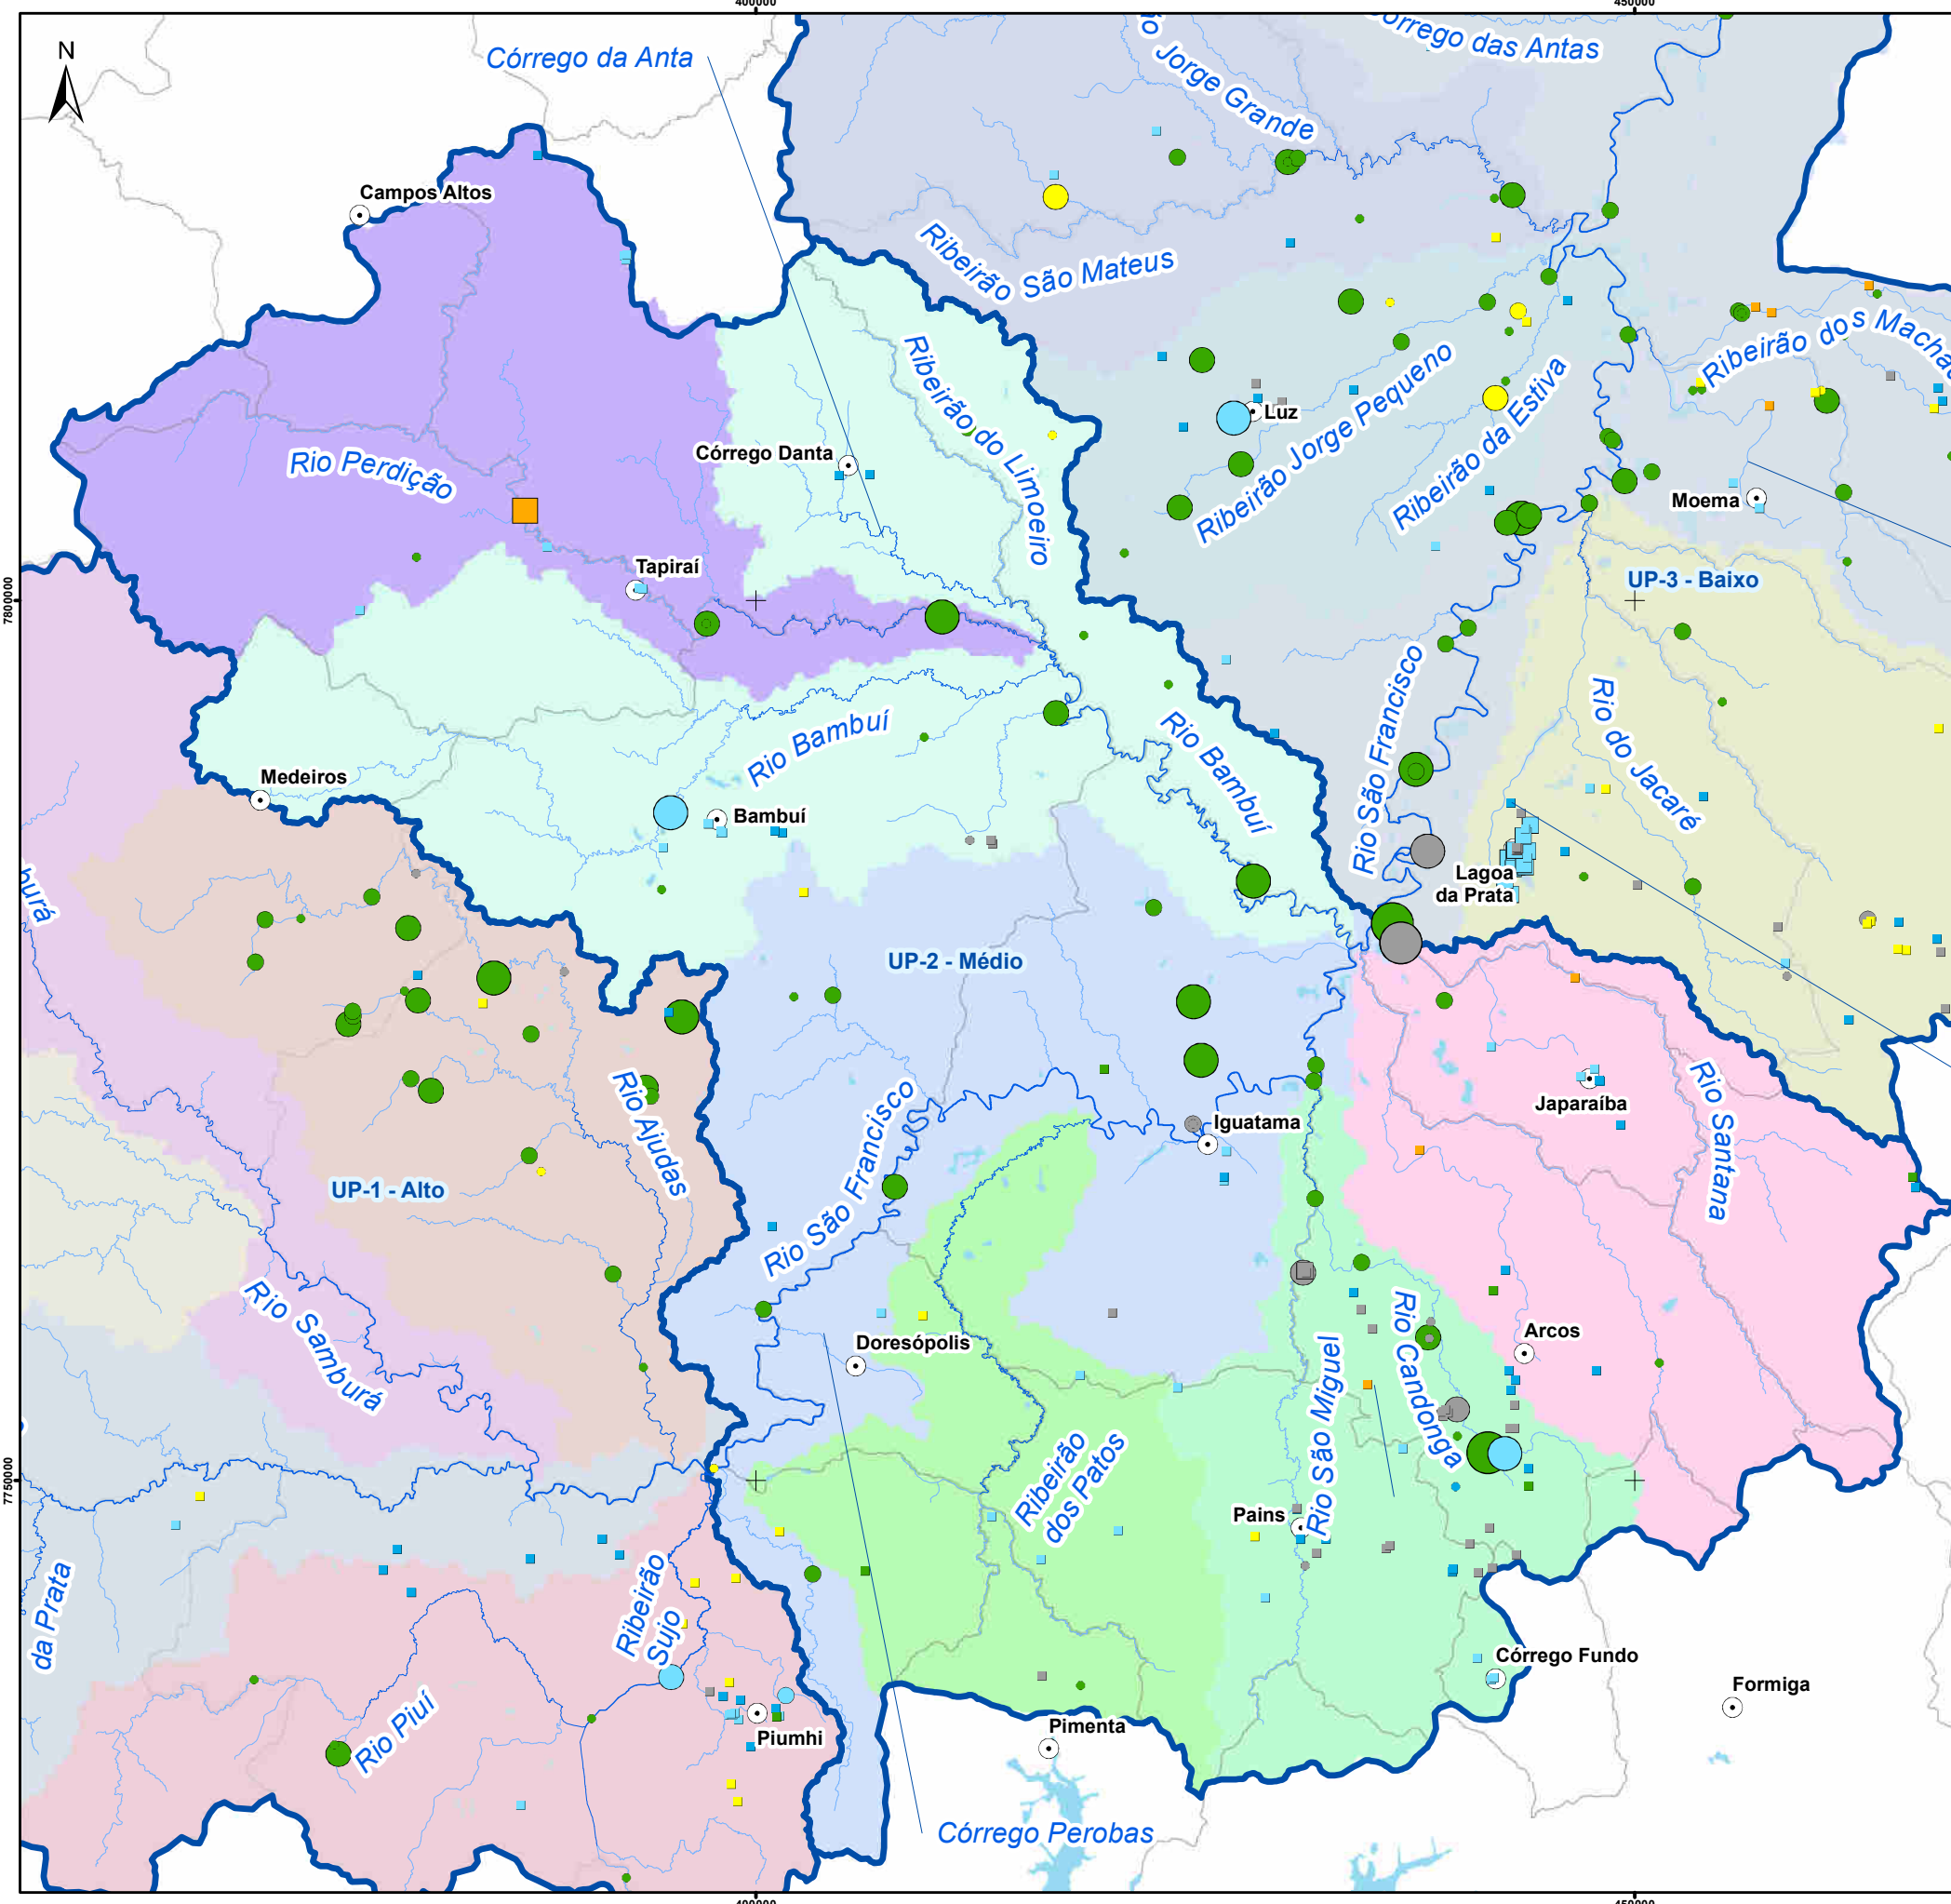 400000
450000
N
Córrego da Anta
Jorge Grande
das Antas
Campos Altos
Ribeirão São Mateus
Ribeirão do Limoeiro
Ribeirão dos
Luz
Ribeirão Jorge Pequeno
Ribeirão da Estiva
Córrego Danta
Rio Perdição
Moema
Tapiraí
UP-3 - Baixo
7800000
Rio São Francisco
Rio do Jacaré
Rio Bambuí
Rio Bambuí
Medeiros
Bambuí
Lagoa
da Prata
UP-2 - Médio
Rio Ajudas
Rio Santana
Japaraíba
Iguatama
UP-1 - Alto
Rio São Francisco
Rio Samburá
Rio Candonga
Arcos
Doresópolis
Rio São Miguel
Ribeirão
dos Patos
7750000
Pains
da Prata
Ribeirão
Sujo
Córrego Fundo
Formiga
Rio Piuí
Piumhi
Pimenta
Córrego Perobas